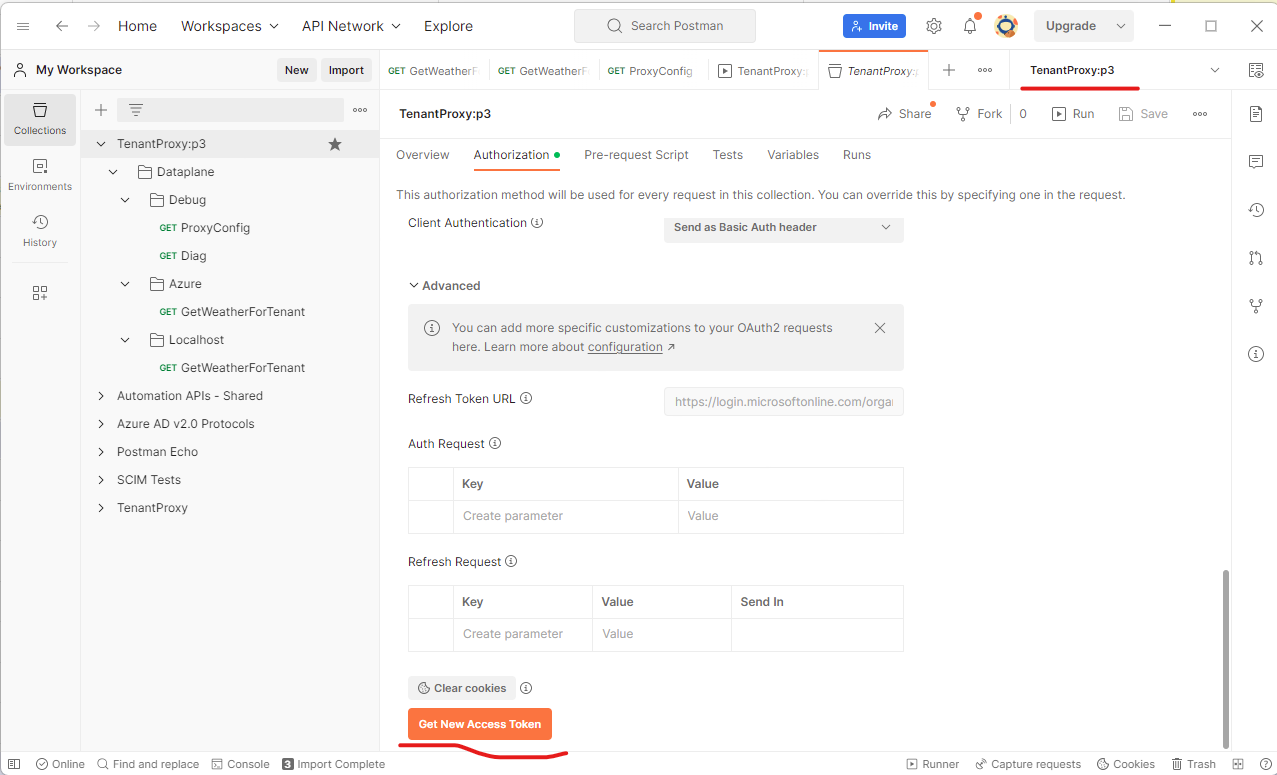 Home Workspaces API Network Explore Search Postman Invite Upgrade
My Workspace New Import GET GetWeatherF GET GetWeatherF GET ProxyConfig TenantProxy: TenantProxy:p TenantProxy:p3
Collections
Environments
History
TenantProxy:p3
Dataplane
Debug
GET ProxyConfig
GET Diag
Azure
GET GetWeatherForTenant
Localhost
GET GetWeatherForTenant
Automation APIs - Shared
Azure AD v2.0 Protocols
Postman Echo
SCIM Tests
TenantProxy
TenantProxy:p3 Share Fork 0 Run Save
Overview Authorization Pre-request Script Tests Variables Runs
This authorization method will be used for every request in this collection. You can override this by specifying one in the request.
Client Authentication Send as Basic Auth header
Advanced
You can add more specific customizations to your OAuth2 requests
here. Learn more about configuration ↗
Refresh Token URL https://login.microsoftonline.com/orga
Auth Request
Key Value
Create parameter Value
Refresh Request
Key Value Send In
Create parameter Value
Clear cookies
Get New Access Token
Online Find and replace Console 3 Import Complete Runner Capture requests Cookies Trash